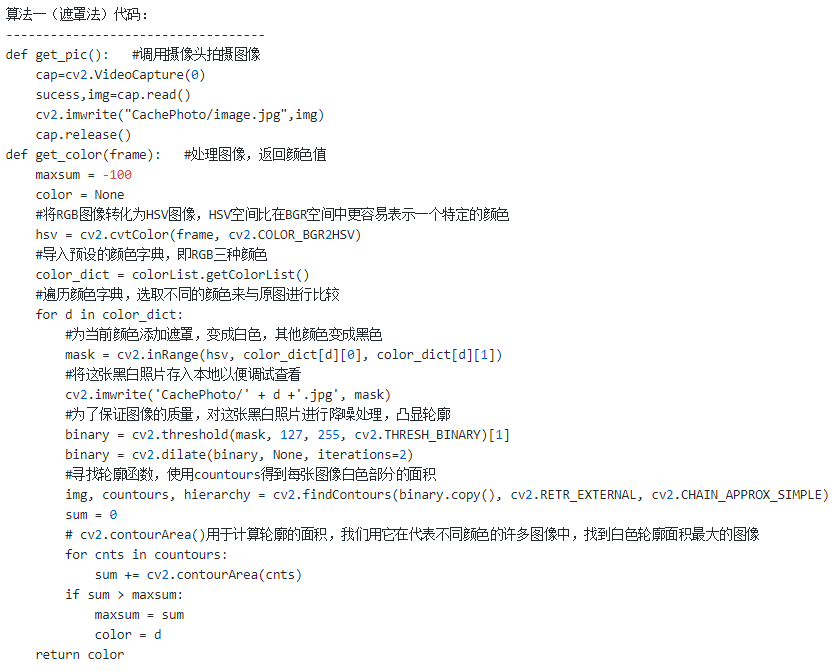 算法一（遮罩法）代码：
-----------------------------------
def get_pic():   #调用摄像头拍摄图像
    cap=cv2.VideoCapture(0)
    sucess,img=cap.read()
    cv2.imwrite("CachePhoto/image.jpg",img)
    cap.release()
def get_color(frame):   #处理图像，返回颜色值
    maxsum = -100
    color = None
    #将RGB图像转化为HSV图像，HSV空间比在BGR空间中更容易表示一个特定的颜色
    hsv = cv2.cvtColor(frame, cv2.COLOR_BGR2HSV)
    #导入预设的颜色字典，即RGB三种颜色
    color_dict = colorList.getColorList()
    #遍历颜色字典，选取不同的颜色来与原图进行比较
    for d in color_dict:
        #为当前颜色添加遮罩，变成白色，其他颜色变成黑色
        mask = cv2.inRange(hsv, color_dict[d][0], color_dict[d][1])
        #将这张黑白照片存入本地以便调试查看
        cv2.imwrite('CachePhoto/' + d +'.jpg', mask)
        #为了保证图像的质量，对这张黑白照片进行降噪处理，凸显轮廓
        binary = cv2.threshold(mask, 127, 255, cv2.THRESH_BINARY)[1]
        binary = cv2.dilate(binary, None, iterations=2)
        #寻找轮廓函数，使用countours得到每张图像白色部分的面积
        img, countours, hierarchy = cv2.findContours(binary.copy(), cv2.RETR_EXTERNAL, cv2.CHAIN_APPROX_SIMPLE)
        sum = 0
        # cv2.contourArea()用于计算轮廓的面积，我们用它在代表不同颜色的许多图像中，找到白色轮廓面积最大的图像
        for cnts in countours:
            sum += cv2.contourArea(cnts)
        if sum > maxsum:
            maxsum = sum
            color = d
    return color